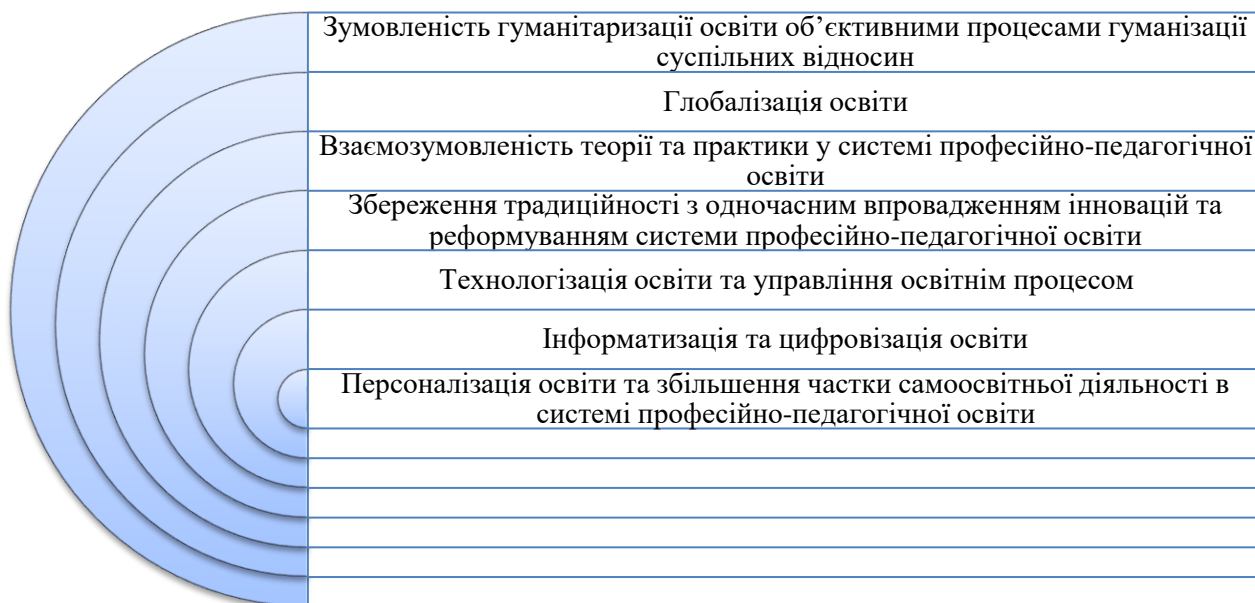 Зумовленість гуманітаризації освіти об’єктивними процесами гуманізації
суспільних відносин
Глобалізація освіти
Взаємозумовленість теорії та практики у системі професійно-педагогічної
освіти
Збереження традиційності з одночасним впровадженням інновацій та
реформуванням системи професійно-педагогічної освіти
Технологізація освіти та управління освітнім процесом
Інформатизація та цифровізація освіти
Персоналізація освіти та збільшення частки самоосвітньої діяльності в
системі професійно-педагогічної освіти